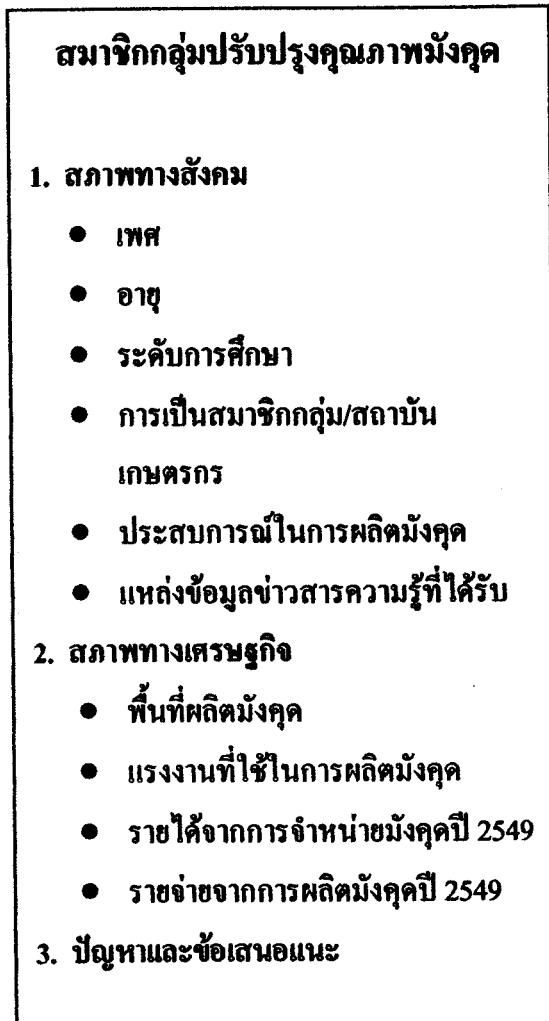 สมาชิกกลุ่มปรับปรุงคุณภาพมังคุด
1. สภาพทางสังคม
● เพศ
● อายุ
● ระดับการศึกษา
● การเป็นสมาชิกกลุ่ม/สถาบัน
เกษตรกร
● ประสบการณ์ในการผลิตมังคุด
● แหล่งข้อมูลข่าวสารความรู้ที่ได้รับ
2. สภาพทางเศรษฐกิจ
● พื้นที่ผลิตมังคุด
● แรงงานที่ใช้ในการผลิตมังคุด
● รายได้จากการจำหน่ายมังคุดปี 2549
● รายจ่ายจากการผลิตมังคุดปี 2549
3. ปัญหาและข้อเสนอแนะ